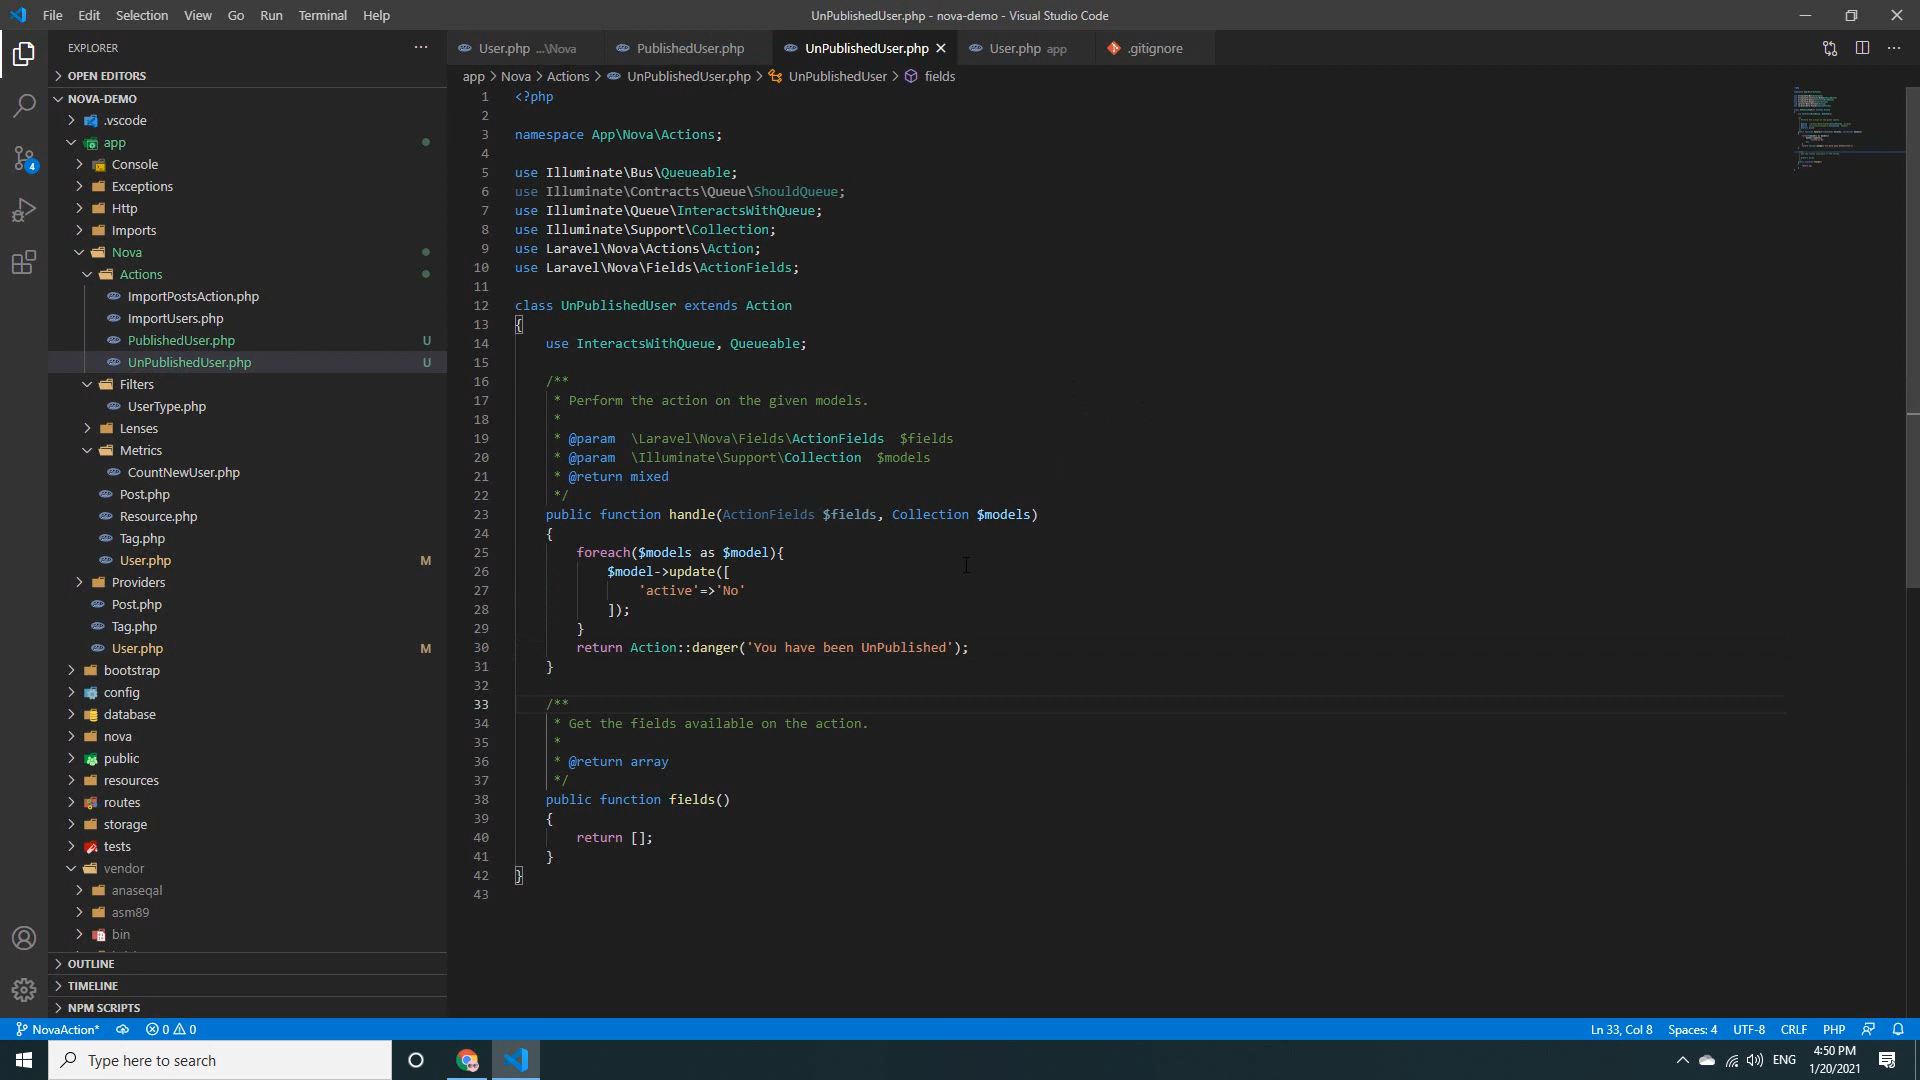 File Edit Selection View Go Run Terminal Help
UnPublishedUser.php - nova-demo - Visual Studio Code
EXPLORER
User.php ...\Nova
PublishedUser.php
UnPublishedUser.php
User.php app
.gitignore
app > Nova > Actions > UnPublishedUser.php > UnPublishedUser > fields
OPEN EDITORS
NOVA-DEMO
.vscode
app
Console
Exceptions
Http
Imports
Nova
Actions
ImportPostsAction.php
ImportUsers.php
PublishedUser.php U
UnPublishedUser.php U
Filters
UserType.php
Lenses
Metrics
CountNewUser.php
Post.php
Resource.php
Tag.php
User.php M
Providers
Post.php
Tag.php
User.php M
bootstrap
config
database
nova
public
resources
routes
storage
tests
vendor
anaseqal
asm89
bin
OUTLINE
TIMELINE
NPM SCRIPTS
4
1 <?php
2
3 namespace App\Nova\Actions;
4
5 use Illuminate\Bus\Queueable;
6 use Illuminate\Contracts\Queue\ShouldQueue;
7 use Illuminate\Queue\InteractsWithQueue;
8 use Illuminate\Support\Collection;
9 use Laravel\Nova\Actions\Action;
10 use Laravel\Nova\Fields\ActionFields;
11
12 class UnPublishedUser extends Action
13 {
14 use InteractsWithQueue, Queueable;
15
16 /**
17 * Perform the action on the given models.
18 *
19 * @param \Laravel\Nova\Fields\ActionFields $fields
20 * @param \Illuminate\Support\Collection $models
21 * @return mixed
22 */
23 public function handle(ActionFields $fields, Collection $models)
24 {
25 foreach($models as $model){
26 $model->update([
27 'active'=>'No'
28 ]);
29 }
30 return Action::danger('You have been UnPublished');
31 }
32
33 /**
34 * Get the fields available on the action.
35 *
36 * @return array
37 */
38 public function fields()
39 {
40 return [];
41 }
42 }
43
NovaAction* 0 0
Ln 33, Col 8 Spaces: 4 UTF-8 CRLF PHP
Type here to search
ENG
4:50 PM
1/20/2021